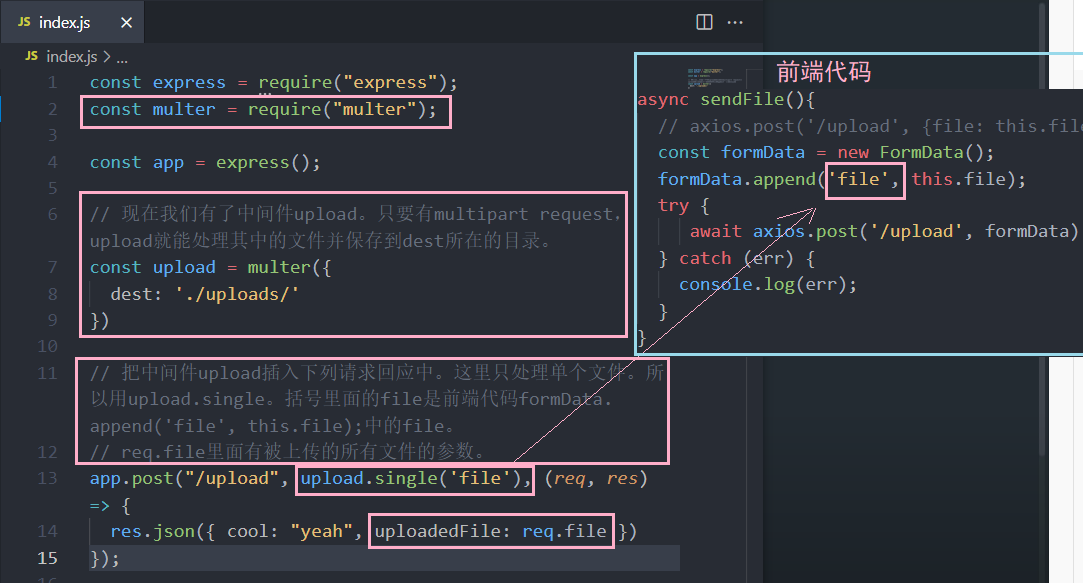 JS index.js ×
JS index.js > ...
1 const express = require("express");
2 const multer = require("multer");
3
4 const app = express();
5
6 // 现在我们有了中间件upload。只要有multipart request，
upload就能处理其中的文件并保存到dest所在的目录。
7 const upload = multer({
8 dest: './uploads/'
9 })
10
11 // 把中间件upload插入下列请求回应中。这里只处理单个文件。所
以用upload.single。括号里面的file是前端代码formData.
append('file', this.file);中的file。
12 // req.file里面有被上传的所有文件的参数。
13 app.post("/upload", upload.single('file'), (req, res)
=> {
14 res.json({ cool: "yeah", uploadedFile: req.file })
15 });
16
前端代码
async sendFile(){
// axios.post('/upload', {file: this.file
const formData = new FormData();
formData.append('file', this.file);
try {
await axios.post('/upload', formData)
} catch (err) {
console.log(err);
}
}